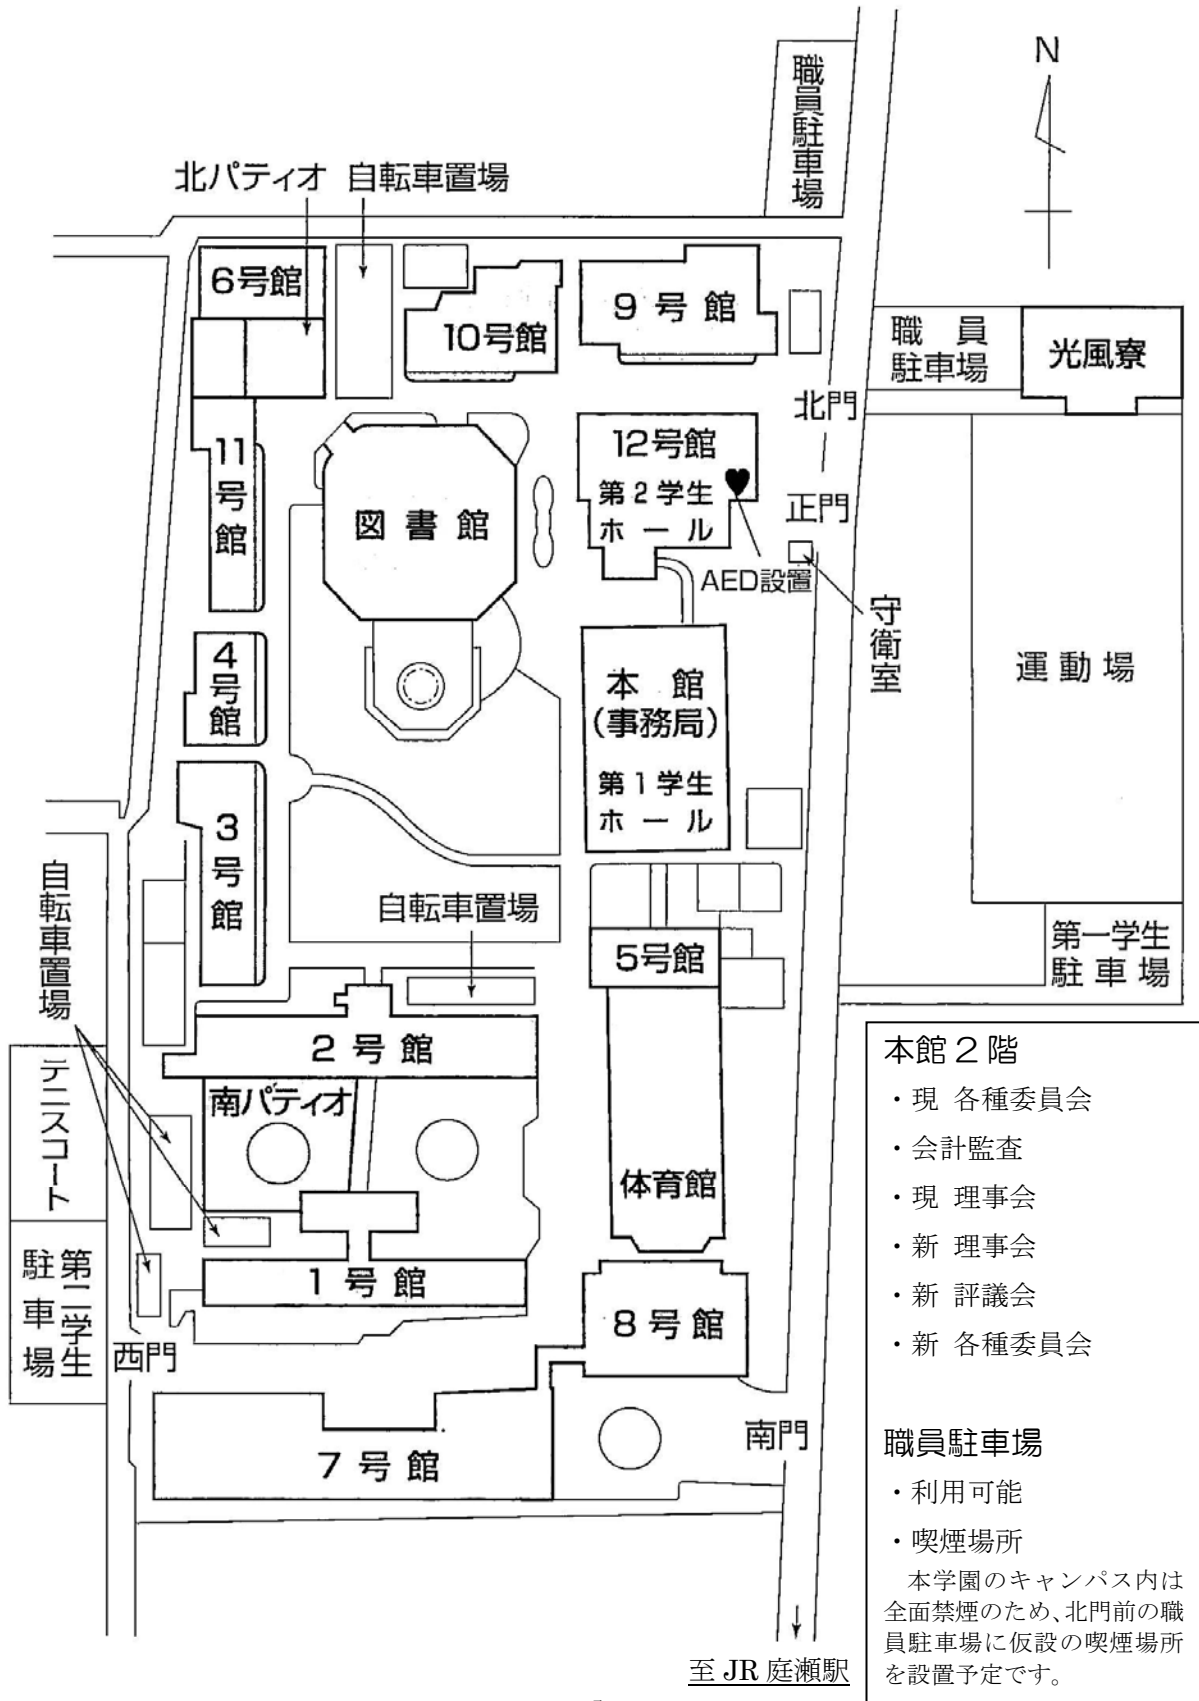 職員駐車場
N
北パティオ 自転車置場
6号館
10号館
9号館
職員
駐車場
光風寮
北門
11号館
図書館
12号館
第2学生
ホール
正門
AED設置
守衛室
4号館
本館
(事務局)
第1学生
ホール
運動場
3号館
自転車置場
自転車置場
5号館
第一学生
駐車場
2号館
テニスコート
南パティオ
体育館
1号館
8号館
第二学生
駐車場
西門
7号館
南門
至 JR 庭瀬駅
本館2階
・現 各種委員会
・会計監査
・現 理事会
・新 理事会
・新 評議会
・新 各種委員会
職員駐車場
・利用可能
・喫煙場所
本学園のキャンパス内は
全面禁煙のため、北門前の職
員駐車場に仮設の喫煙場所
を設置予定です。